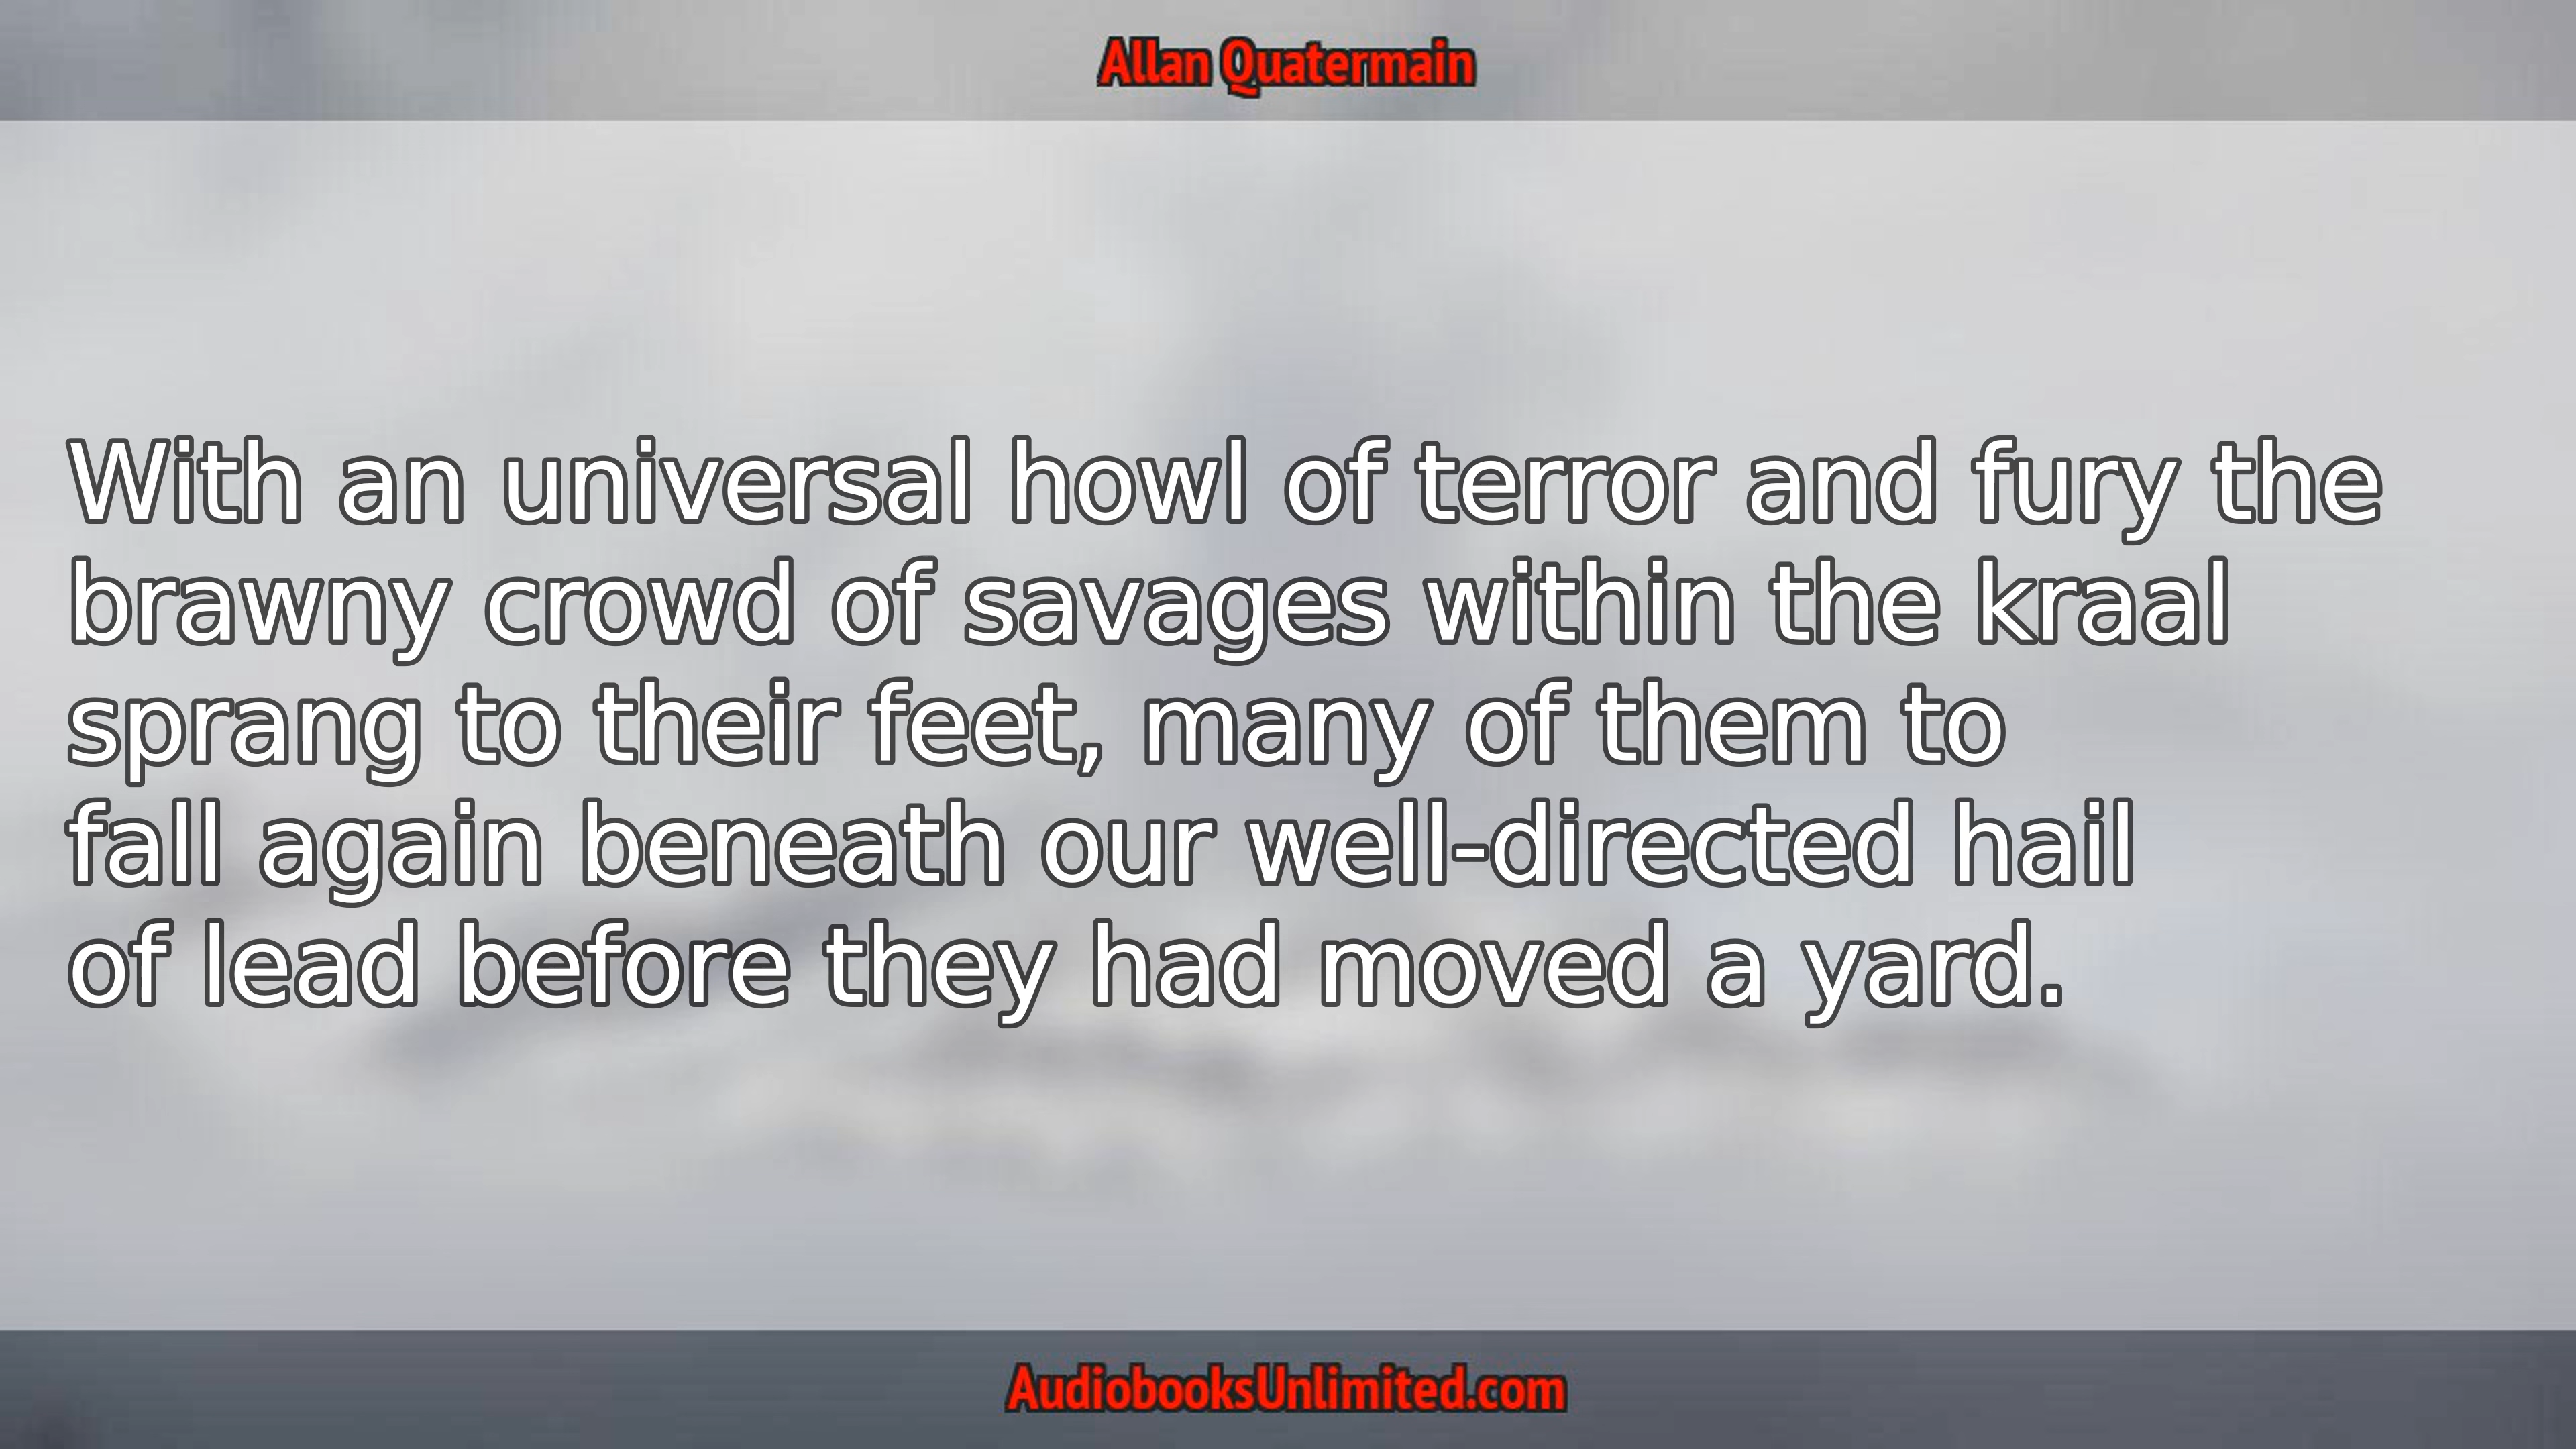 Allan Quatermain
With an universal howl of terror and fury the
brawny crowd of savages within the kraal
sprang to their feet, many of them to
fall again beneath our well-directed hail
of lead before they had moved a yard.
AudiobooksUnlimited.com